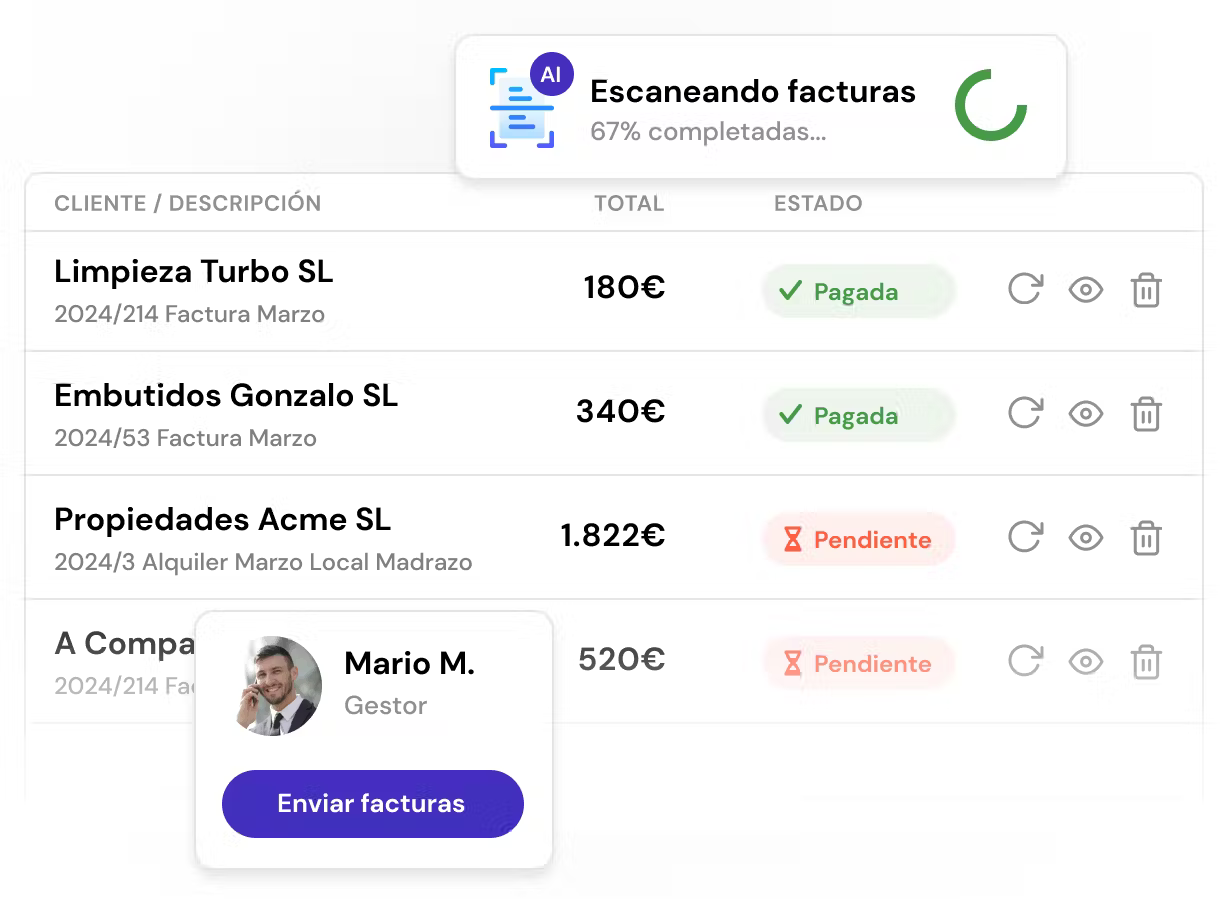 AI
Escaneando facturas
67% completadas...
CLIENTE / DESCRIPCIÓN TOTAL ESTADO
Limpieza Turbo SL
2024/214 Factura Marzo
180€ Pagada
Embutidos Gonzalo SL
2024/53 Factura Marzo
340€ Pagada
Propiedades Acme SL
2024/3 Alquiler Marzo Local Madrazo
1.822€ Pendiente
A Compa
2024/214 Fac
520€ Pendiente
Mario M.
Gestor
Enviar facturas